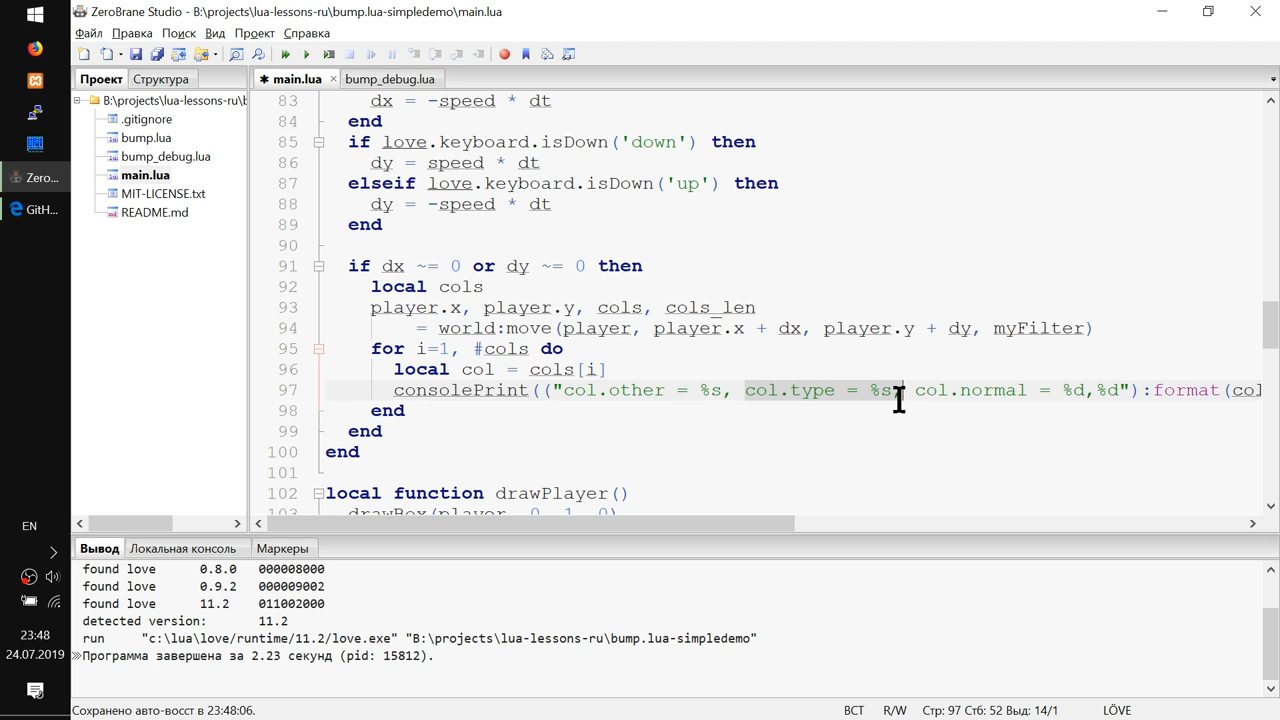 ZeroBrane Studio - B:\projects\lua-lessons-ru\bump.lua-simpledemo\main.lua
Файл Правка Поиск Вид Проект Справка
Проект Структура
✱ main.lua × bump_debug.lua
B:\projects\lua-lessons-ru\b
.gitignore
bump.lua
bump_debug.lua
main.lua
MIT-LICENSE.txt
README.md
Zero...
GitH...
83 dx = -speed * dt
84 end
85 if love.keyboard.isDown('down') then
86 dy = speed * dt
87 elseif love.keyboard.isDown('up') then
88 dy = -speed * dt
89 end
90
91 if dx ~= 0 or dy ~= 0 then
92 local cols
93 player.x, player.y, cols, cols_len
94 = world:move(player, player.x + dx, player.y + dy, myFilter)
95 for i=1, #cols do
96 local col = cols[i]
97 consolePrint(("col.other = %s, col.type = %s, col.normal = %d,%d"):format(col
98 end
99 end
100 end
101
102 local function drawPlayer()
103 drawBox(player, 0, 1, 0)
Вывод Локальная консоль Маркеры
found love 0.8.0 000008000
found love 0.9.2 000009002
found love 11.2 011002000
detected version: 11.2
run "c:\lua\love/runtime/11.2/love.exe" "B:\projects\lua-lessons-ru\bump.lua-simpledemo"
Программа завершена за 2.23 секунд (pid: 15812).
EN
23:48
24.07.2019
Сохранено авто-восст в 23:48:06.
ВСТ R/W Стр: 97 Стб: 52 Выд: 14/1 LÖVE